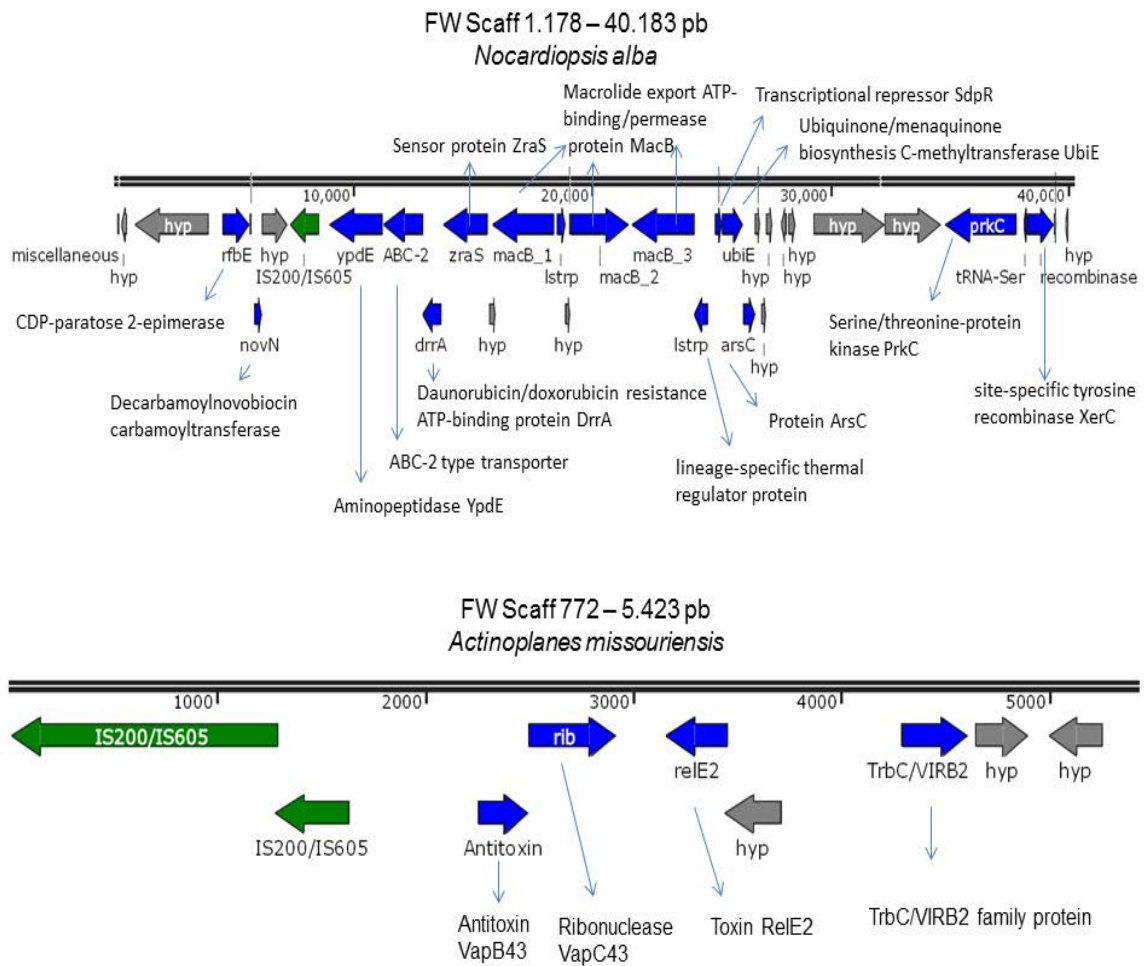 FW Scaff 1.178 – 40.183 pb
Nocardiopsis alba
Macrolide export ATP-
binding/permease
protein MacB
Transcriptional repressor SdpR
Ubiquinone/menaquinone
biosynthesis C-methyltransferase UbiE
Sensor protein ZraS
10,000 20,000 30,000 40,000
hyp hyp hyp prkC
miscellaneous rfbE hyp ypdE ABC-2 zraS macB_1 lstrp macB_3 ubiE hyp tRNA-Ser hyp
hyp IS200/IS605 macB_2 hyp hyp recombinase
novN drrA hyp hyp lstrp arsC hyp
CDP-paratose 2-epimerase
Serine/threonine-protein
kinase PrkC
Decarbamoylnovobiocin
carbamoyltransferase
Daunorubicin/doxorubicin resistance
ATP-binding protein DrrA
Protein ArsC
site-specific tyrosine
recombinase XerC
ABC-2 type transporter
lineage-specific thermal
regulator protein
Aminopeptidase YpdE
FW Scaff 772 – 5.423 pb
Actinoplanes missouriensis
1000 2000 3000 4000 5000
IS200/IS605 rib
relE2 TrbC/VIRB2 hyp hyp
IS200/IS605 Antitoxin hyp
Antitoxin
VapB43
Ribonuclease
VapC43
Toxin RelE2
TrbC/VIRB2 family protein